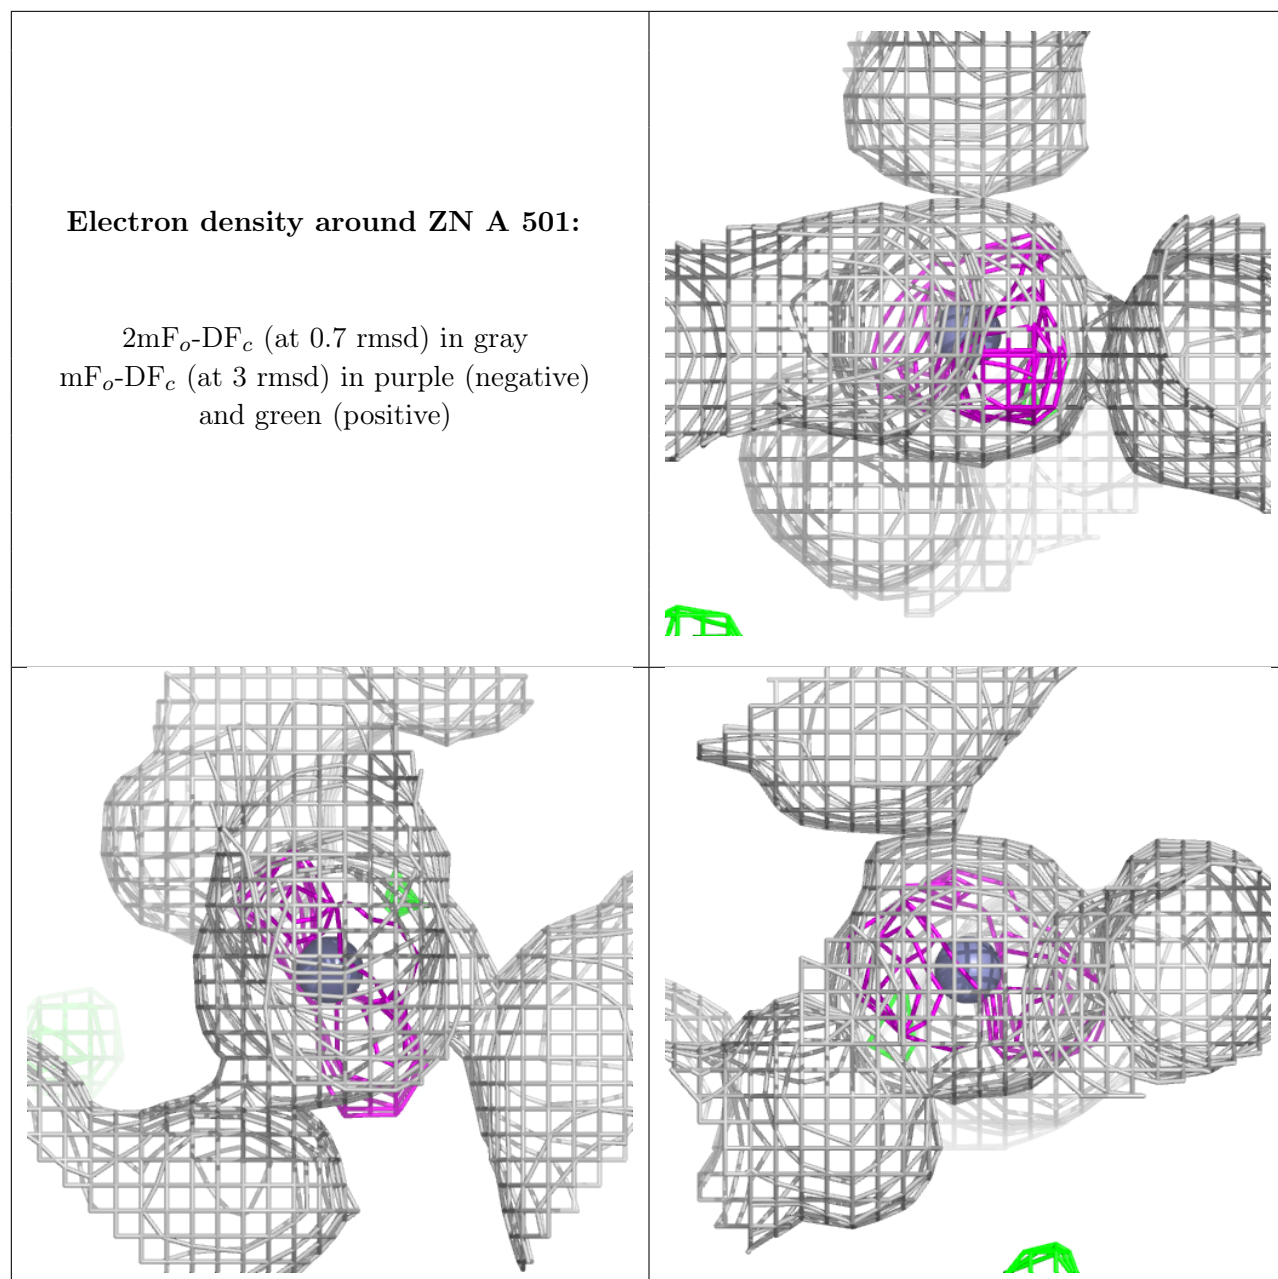 Electron density around ZN A 501:
2mFo-DFc (at 0.7 rmsd) in gray
mFo-DFc (at 3 rmsd) in purple (negative)
and green (positive)